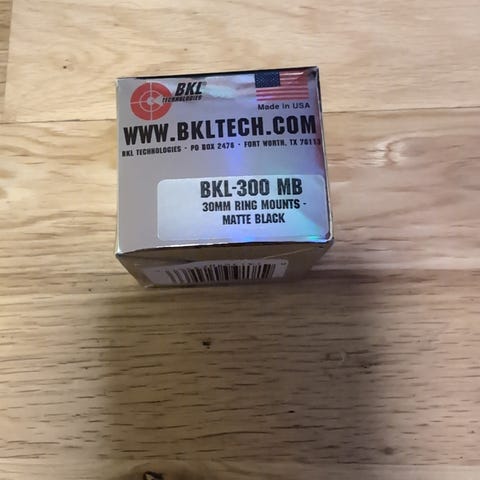 BKL
TECHNOLOGIES
Made in USA
WWW.BKLTECH.COM
BKL TECHNOLOGIES · PO BOX 2476 · FORT WORTH, TX 76113
BKL-300 MB
30MM RING MOUNTS -
MATTE BLACK